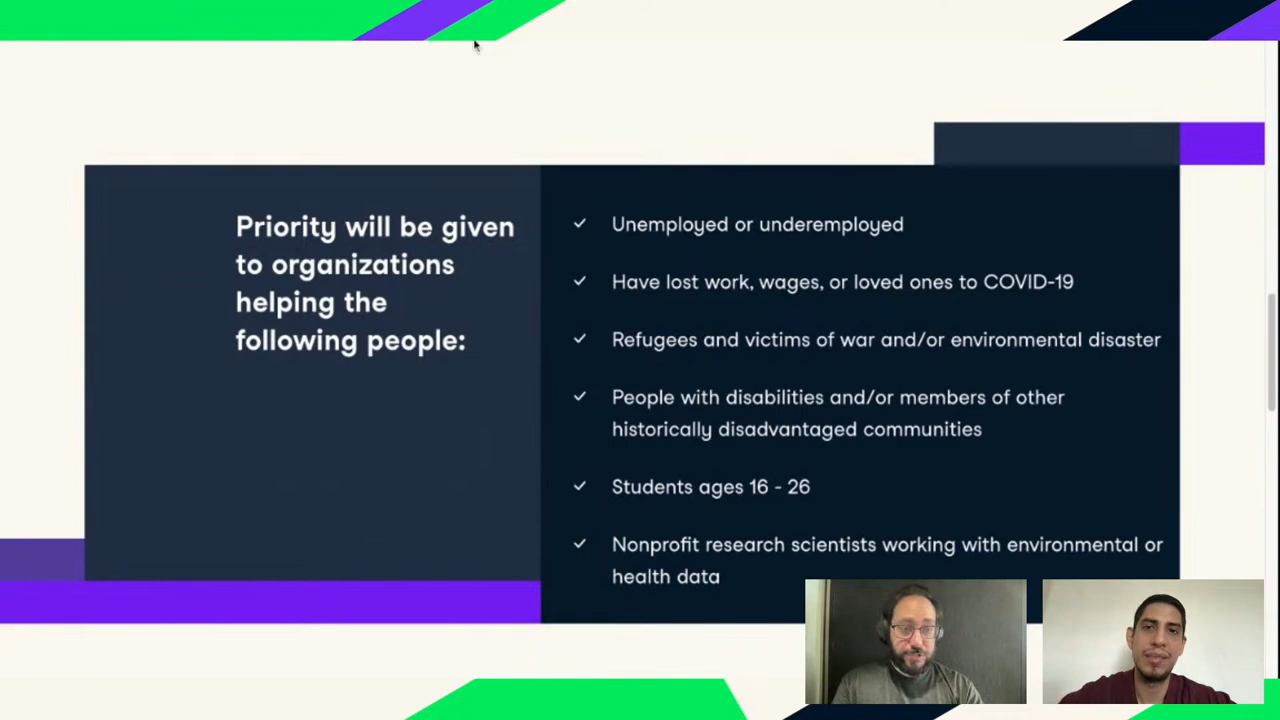 Priority will be given
to organizations
helping the
following people:
Unemployed or underemployed
Have lost work, wages, or loved ones to COVID-19
Refugees and victims of war and/or environmental disaster
People with disabilities and/or members of other
historically disadvantaged communities
Students ages 16 - 26
Nonprofit research scientists working with environmental or
health data